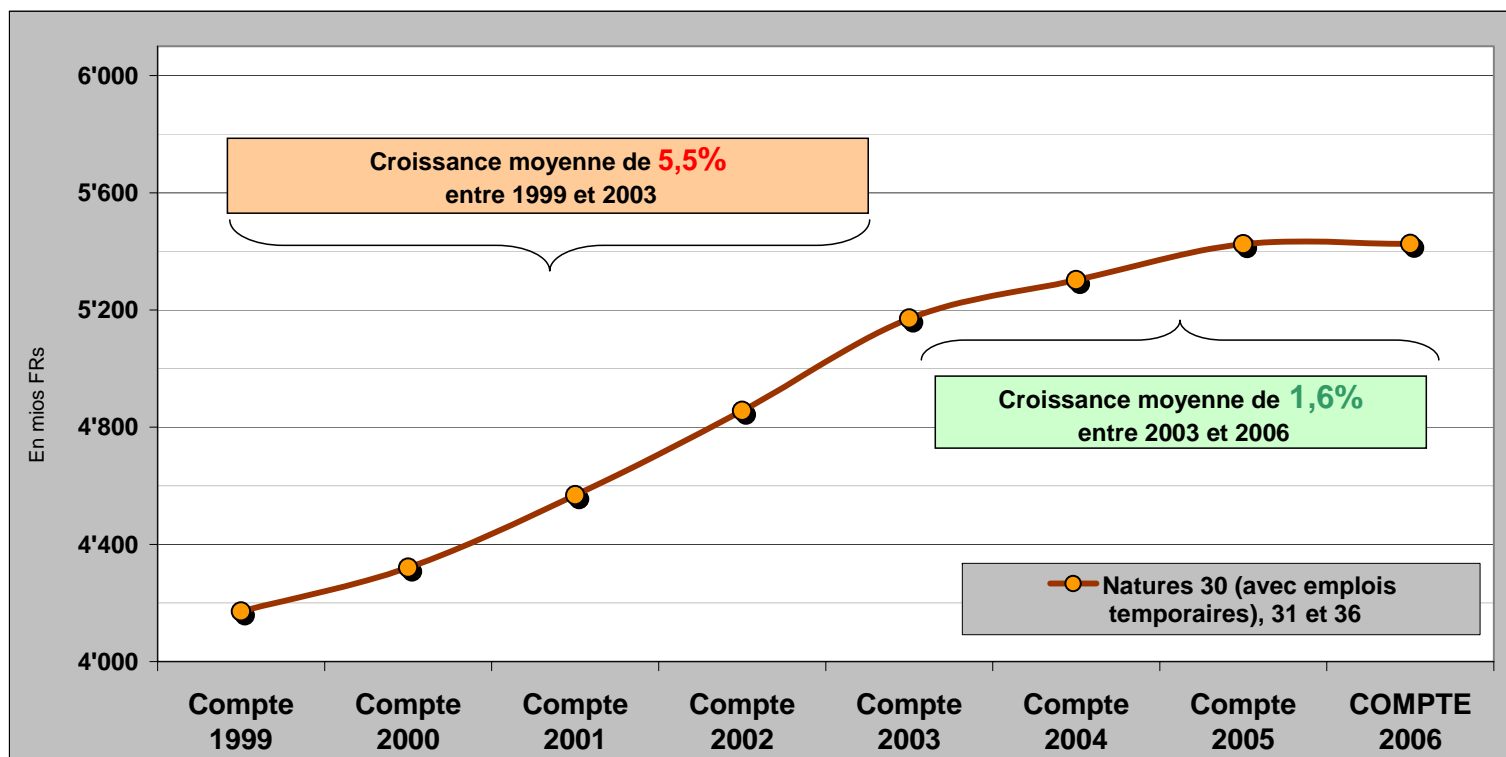 6'000
5'600
5'200
4'800
4'400
4'000
En mios FRs
Croissance moyenne de 5,5%
entre 1999 et 2003
Croissance moyenne de 1,6%
entre 2003 et 2006
Natures 30 (avec emplois
temporaires), 31 et 36
Compte
1999
Compte
2000
Compte
2001
Compte
2002
Compte
2003
Compte
2004
Compte
2005
COMPTE
2006